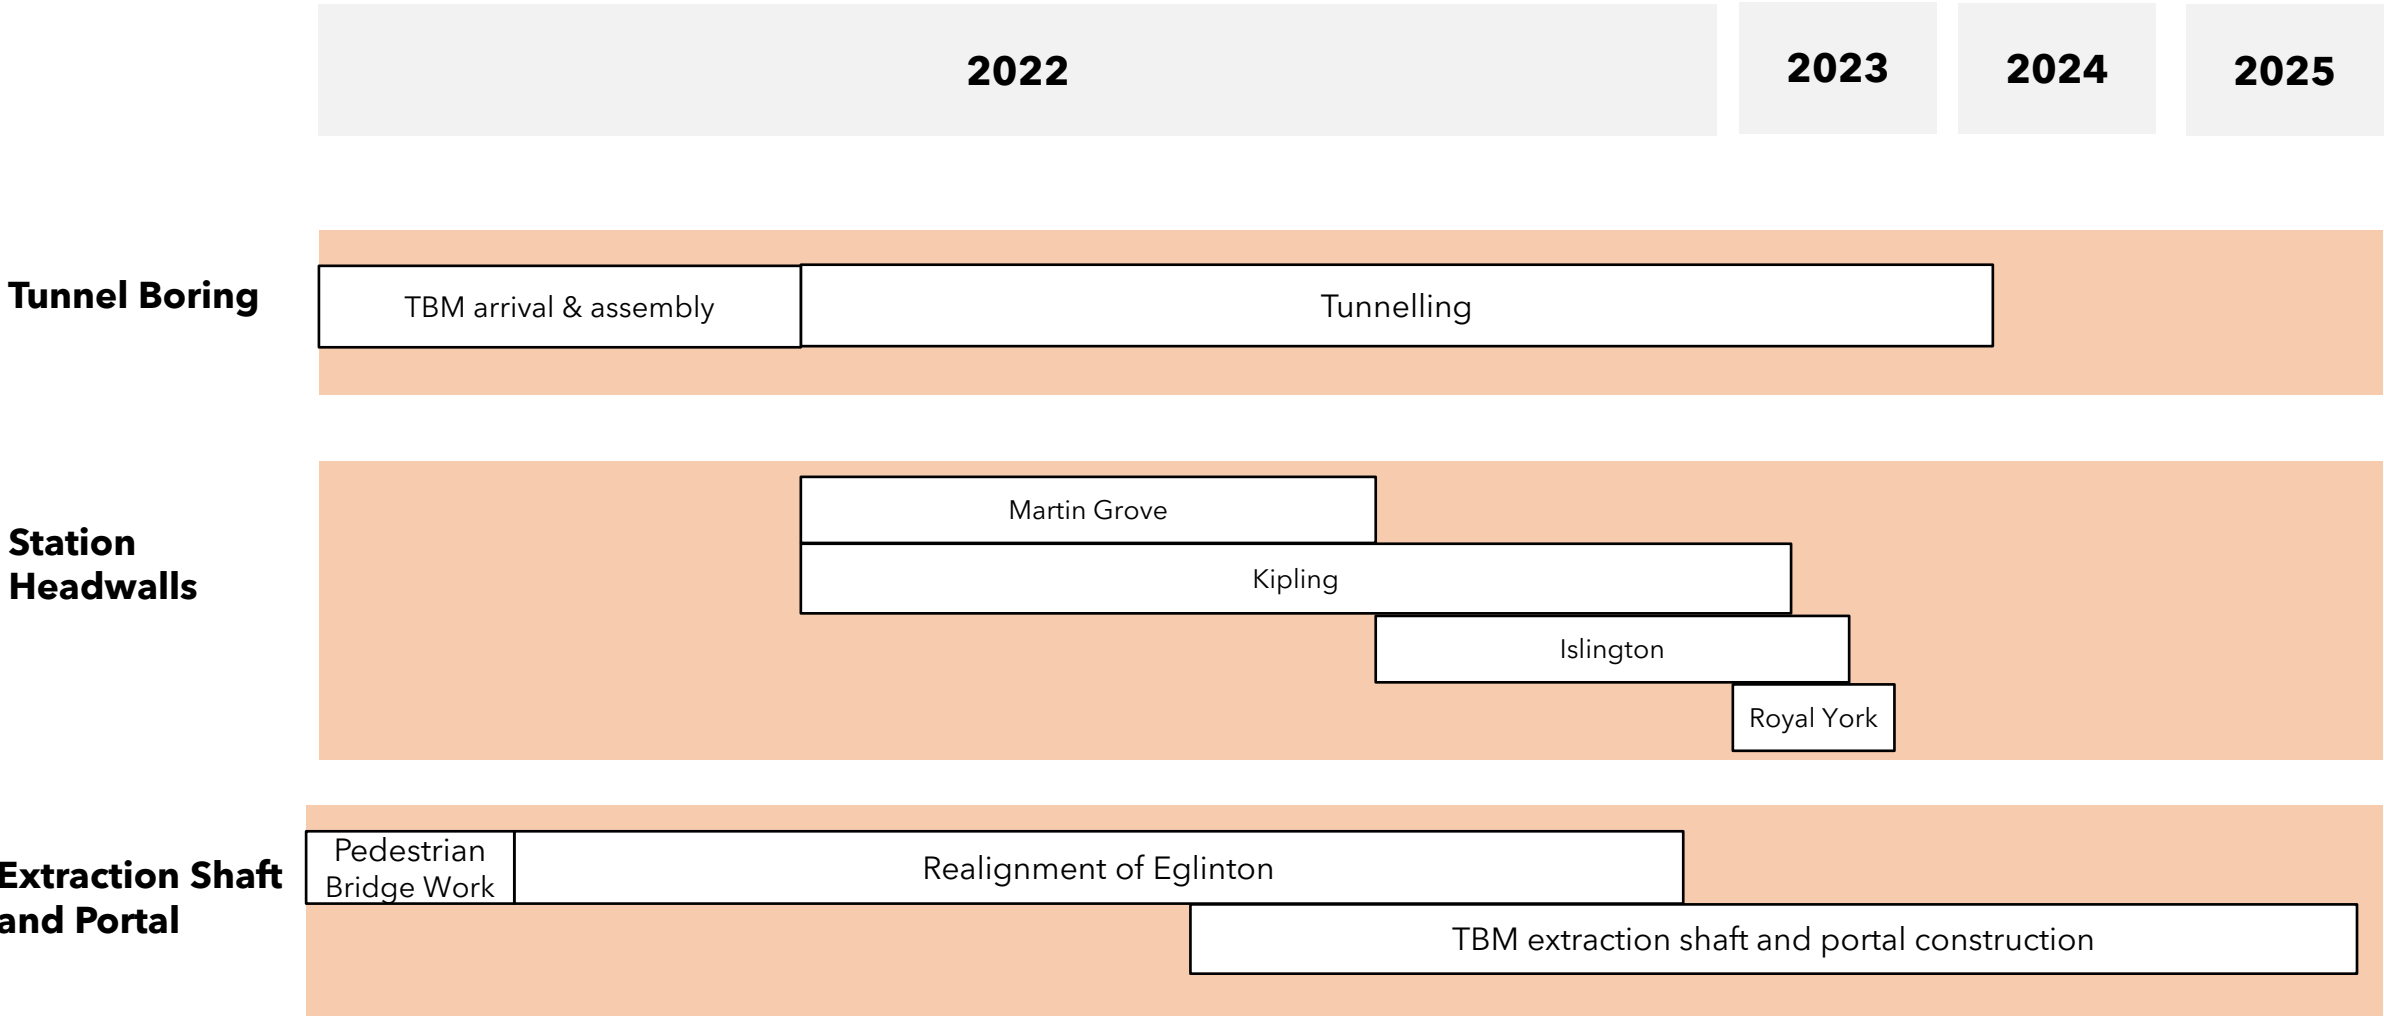 2022
2023
2024
2025
Tunnel Boring
TBM arrival & assembly
Tunnelling
Station
Headwalls
Martin Grove
Kipling
Islington
Royal York
Extraction Shaft
and Portal
Pedestrian
Bridge Work
Realignment of Eglinton
TBM extraction shaft and portal construction